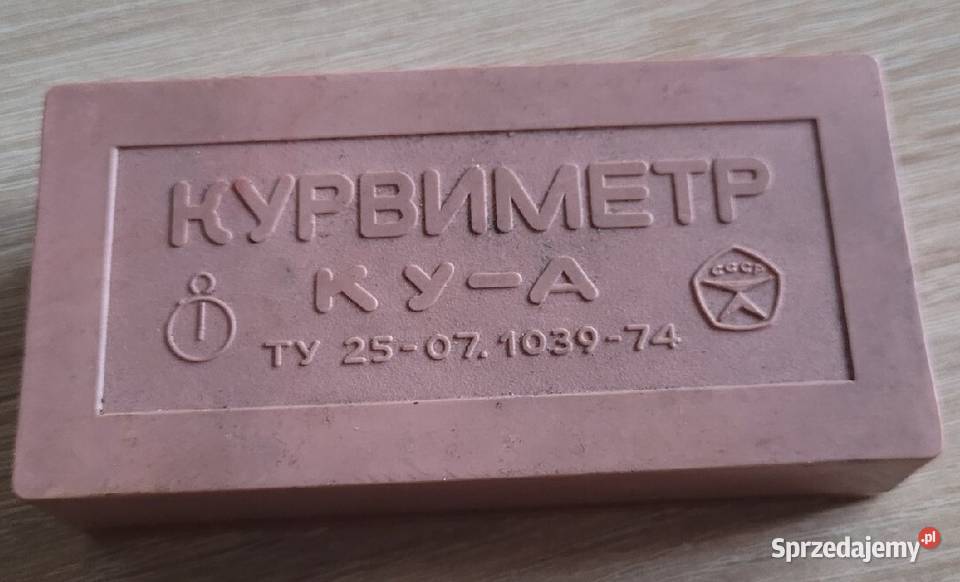 КУРВИМЕТР
КУ-А
СССР
ТУ 25-07.1039-74
Sprzedajemy.pl